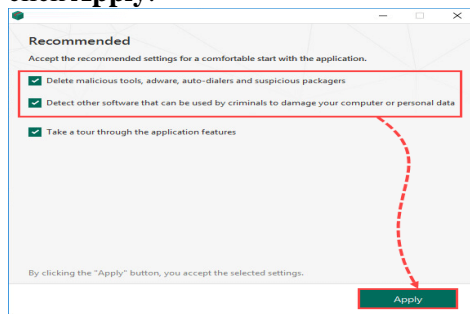 click Apply.
Recommended
Accept the recommended settings for a comfortable start with the application.
Delete malicious tools, adware, auto-dialers and suspicious packagers
Detect other software that can be used by criminals to damage your computer or personal data
Take a tour through the application features
By clicking the "Apply" button, you accept the selected settings.
Apply